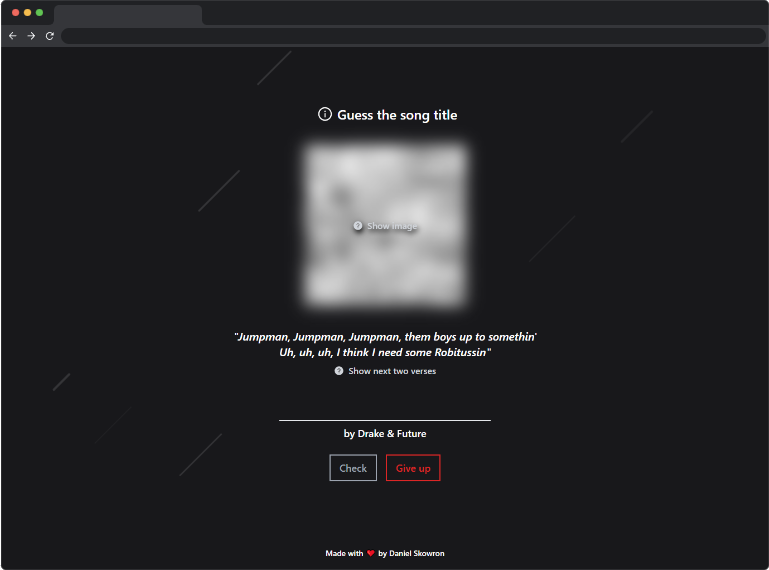 Guess the song title
Show image
"Jumpman, Jumpman, Jumpman, them boys up to somethin'
Uh, uh, uh, I think I need some Robitussin"
Show next two verses
by Drake & Future
Check
Give up
Made with ❤ by Daniel Skowron